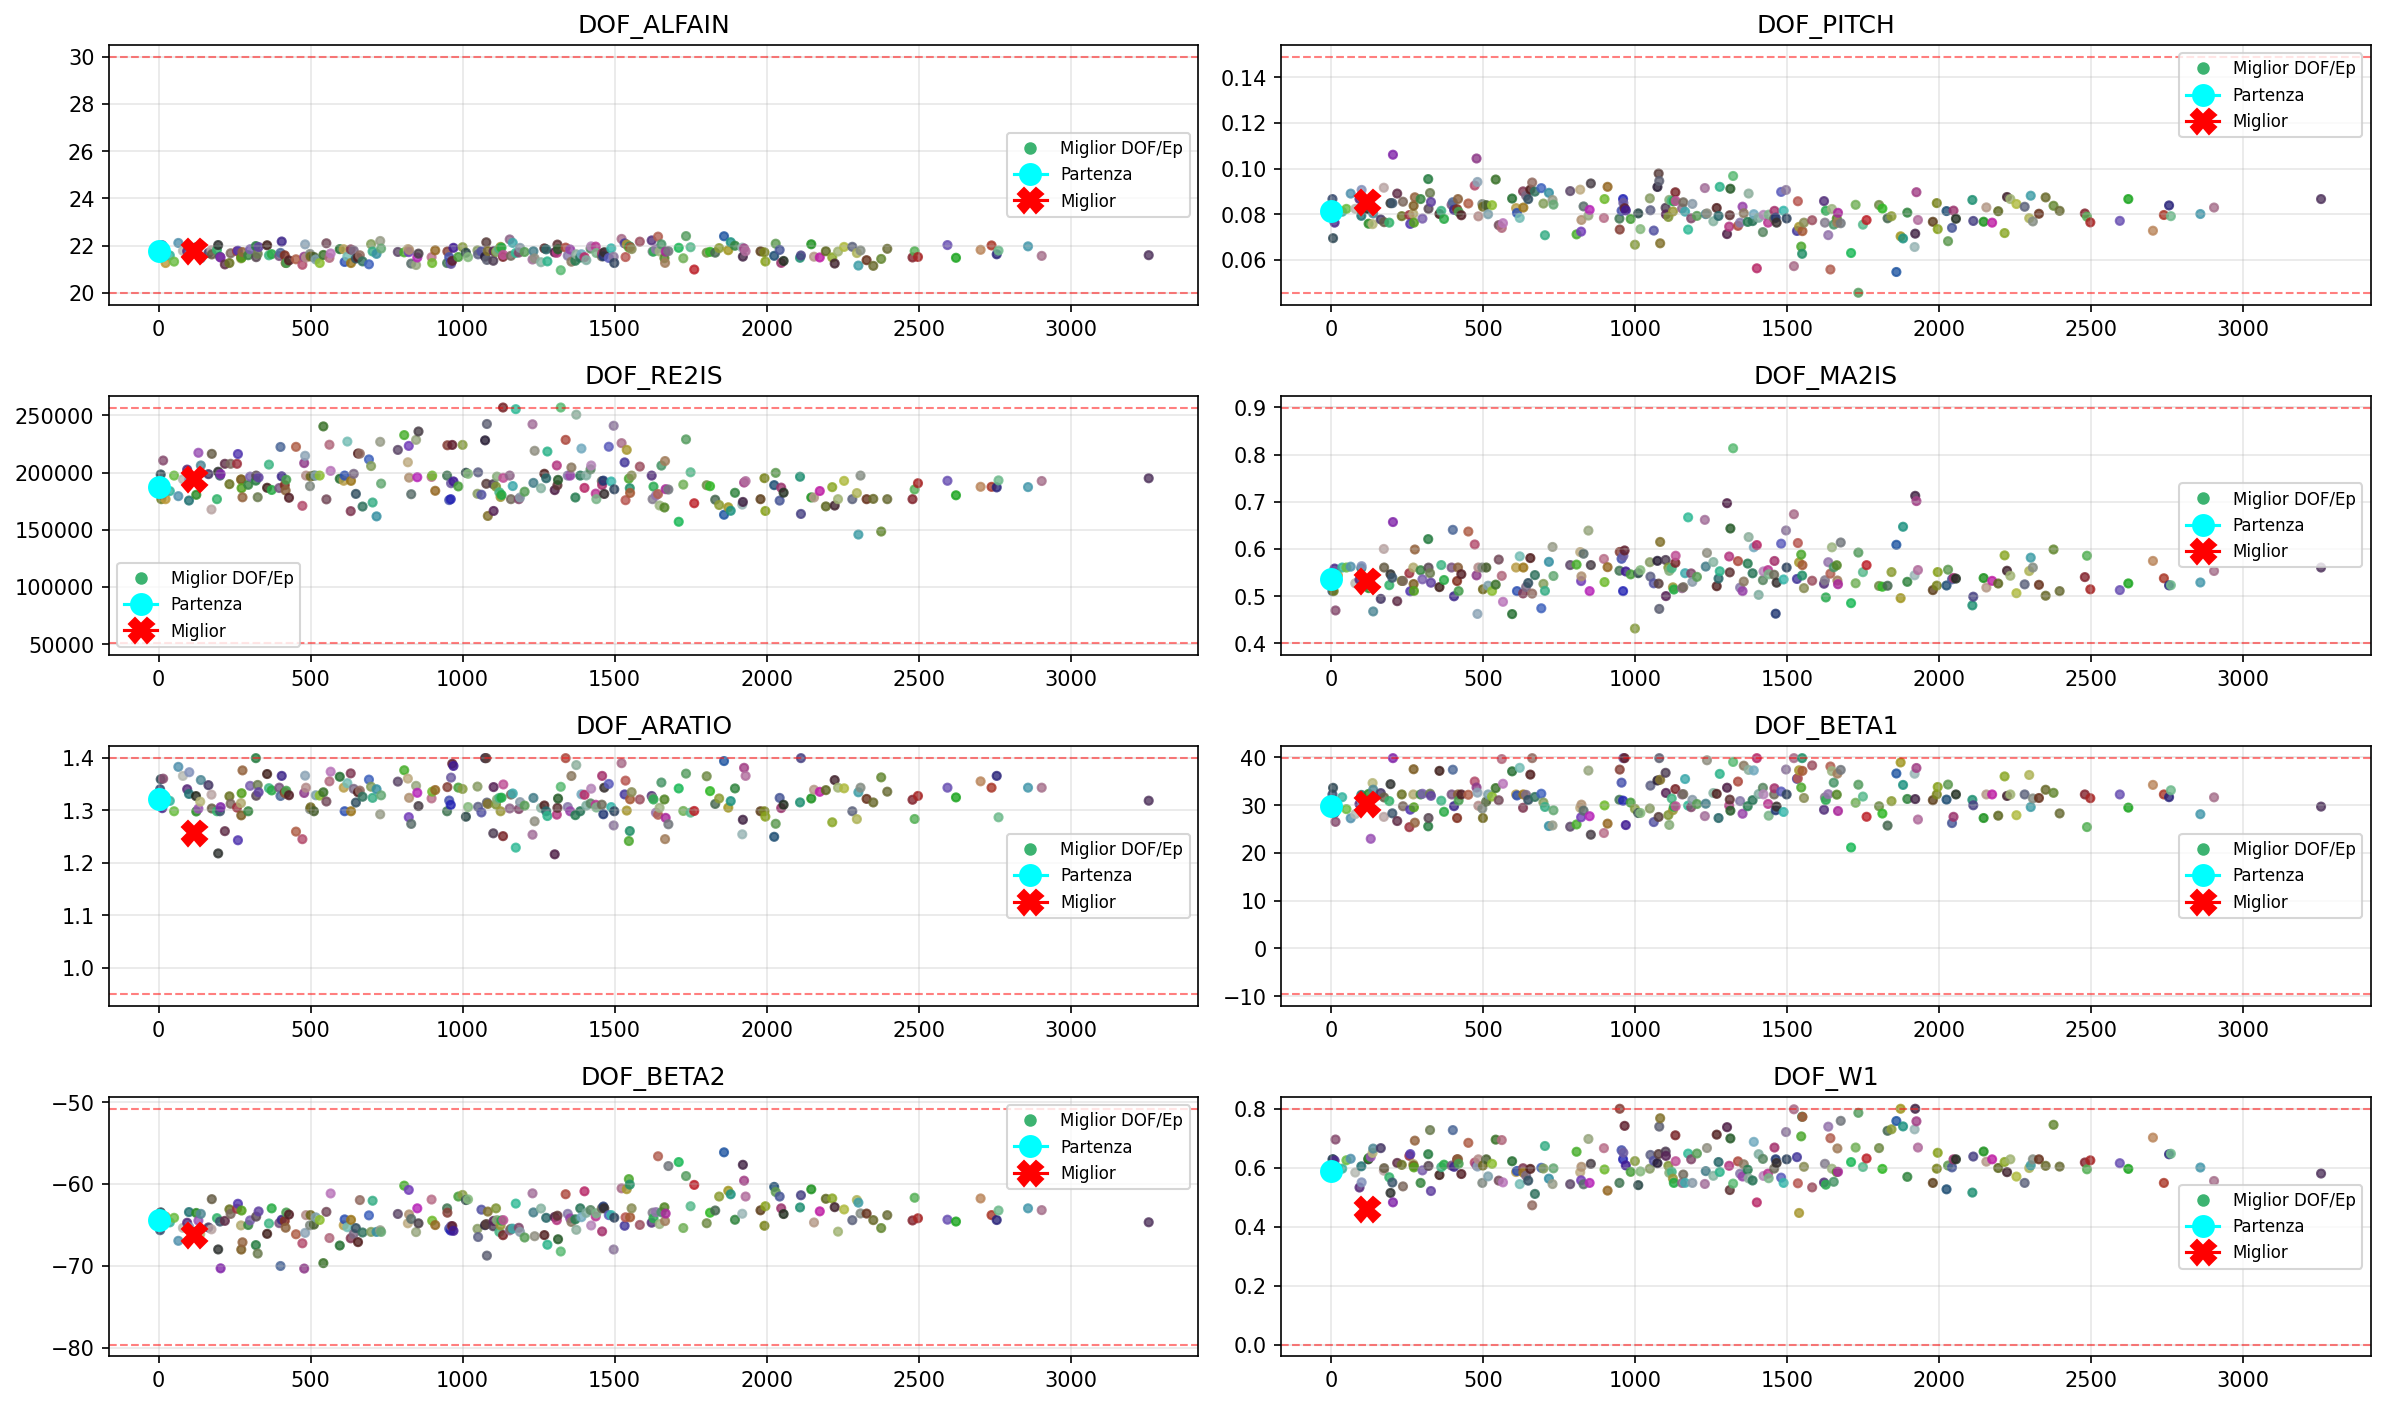 DOF_ALFAIN
30
28
26
24
22
20
Miglior DOF/Ep
Partenza
Miglior
0 500 1000 1500 2000 2500 3000
DOF_PITCH
0.14
0.12
0.10
0.08
0.06
Miglior DOF/Ep
Partenza
Miglior
0 500 1000 1500 2000 2500 3000
DOF_RE2IS
250000
200000
150000
100000
50000
Miglior DOF/Ep
Partenza
Miglior
0 500 1000 1500 2000 2500 3000
DOF_MA2IS
0.9
0.8
0.7
0.6
0.5
0.4
Miglior DOF/Ep
Partenza
Miglior
0 500 1000 1500 2000 2500 3000
DOF_ARATIO
1.4
1.3
1.2
1.1
1.0
Miglior DOF/Ep
Partenza
Miglior
0 500 1000 1500 2000 2500 3000
DOF_BETA1
40
30
20
10
0
−10
Miglior DOF/Ep
Partenza
Miglior
0 500 1000 1500 2000 2500 3000
DOF_BETA2
−50
−60
−70
−80
Miglior DOF/Ep
Partenza
Miglior
0 500 1000 1500 2000 2500 3000
DOF_W1
0.8
0.6
0.4
0.2
0.0
Miglior DOF/Ep
Partenza
Miglior
0 500 1000 1500 2000 2500 3000